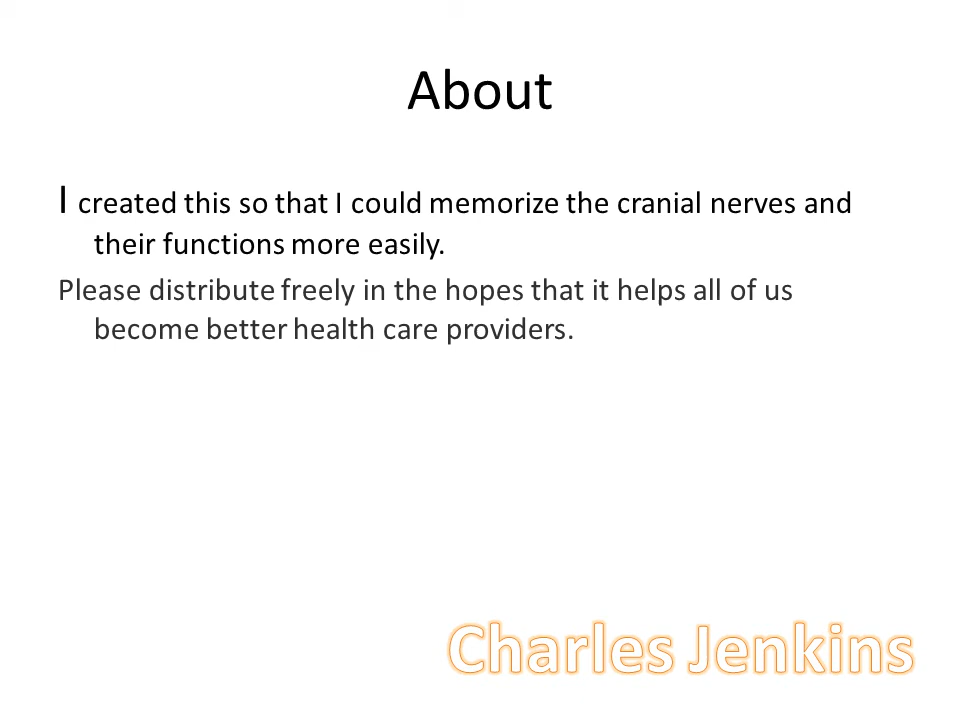 About
I created this so that I could memorize the cranial nerves and
their functions more easily.
Please distribute freely in the hopes that it helps all of us
become better health care providers.
Charles Jenkins